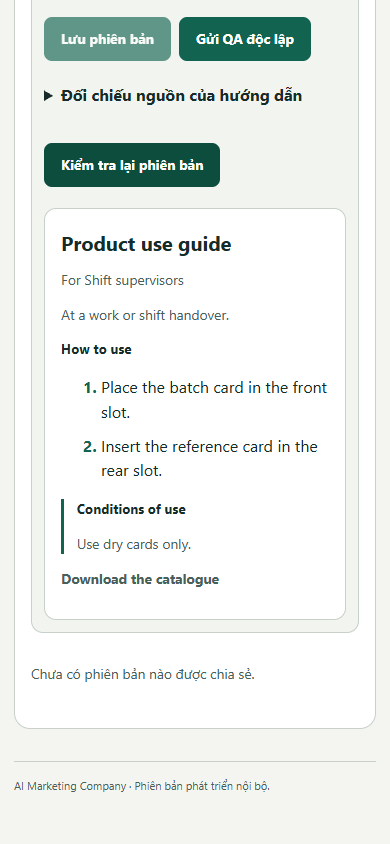 Lưu phiên bản
Gửi QA độc lập
Đối chiếu nguồn của hướng dẫn
Kiểm tra lại phiên bản
Product use guide
For Shift supervisors
At a work or shift handover.
How to use
1. Place the batch card in the front
slot.
2. Insert the reference card in the
rear slot.
Conditions of use
Use dry cards only.
Download the catalogue
Chưa có phiên bản nào được chia sẻ.
AI Marketing Company · Phiên bản phát triển nội bộ.